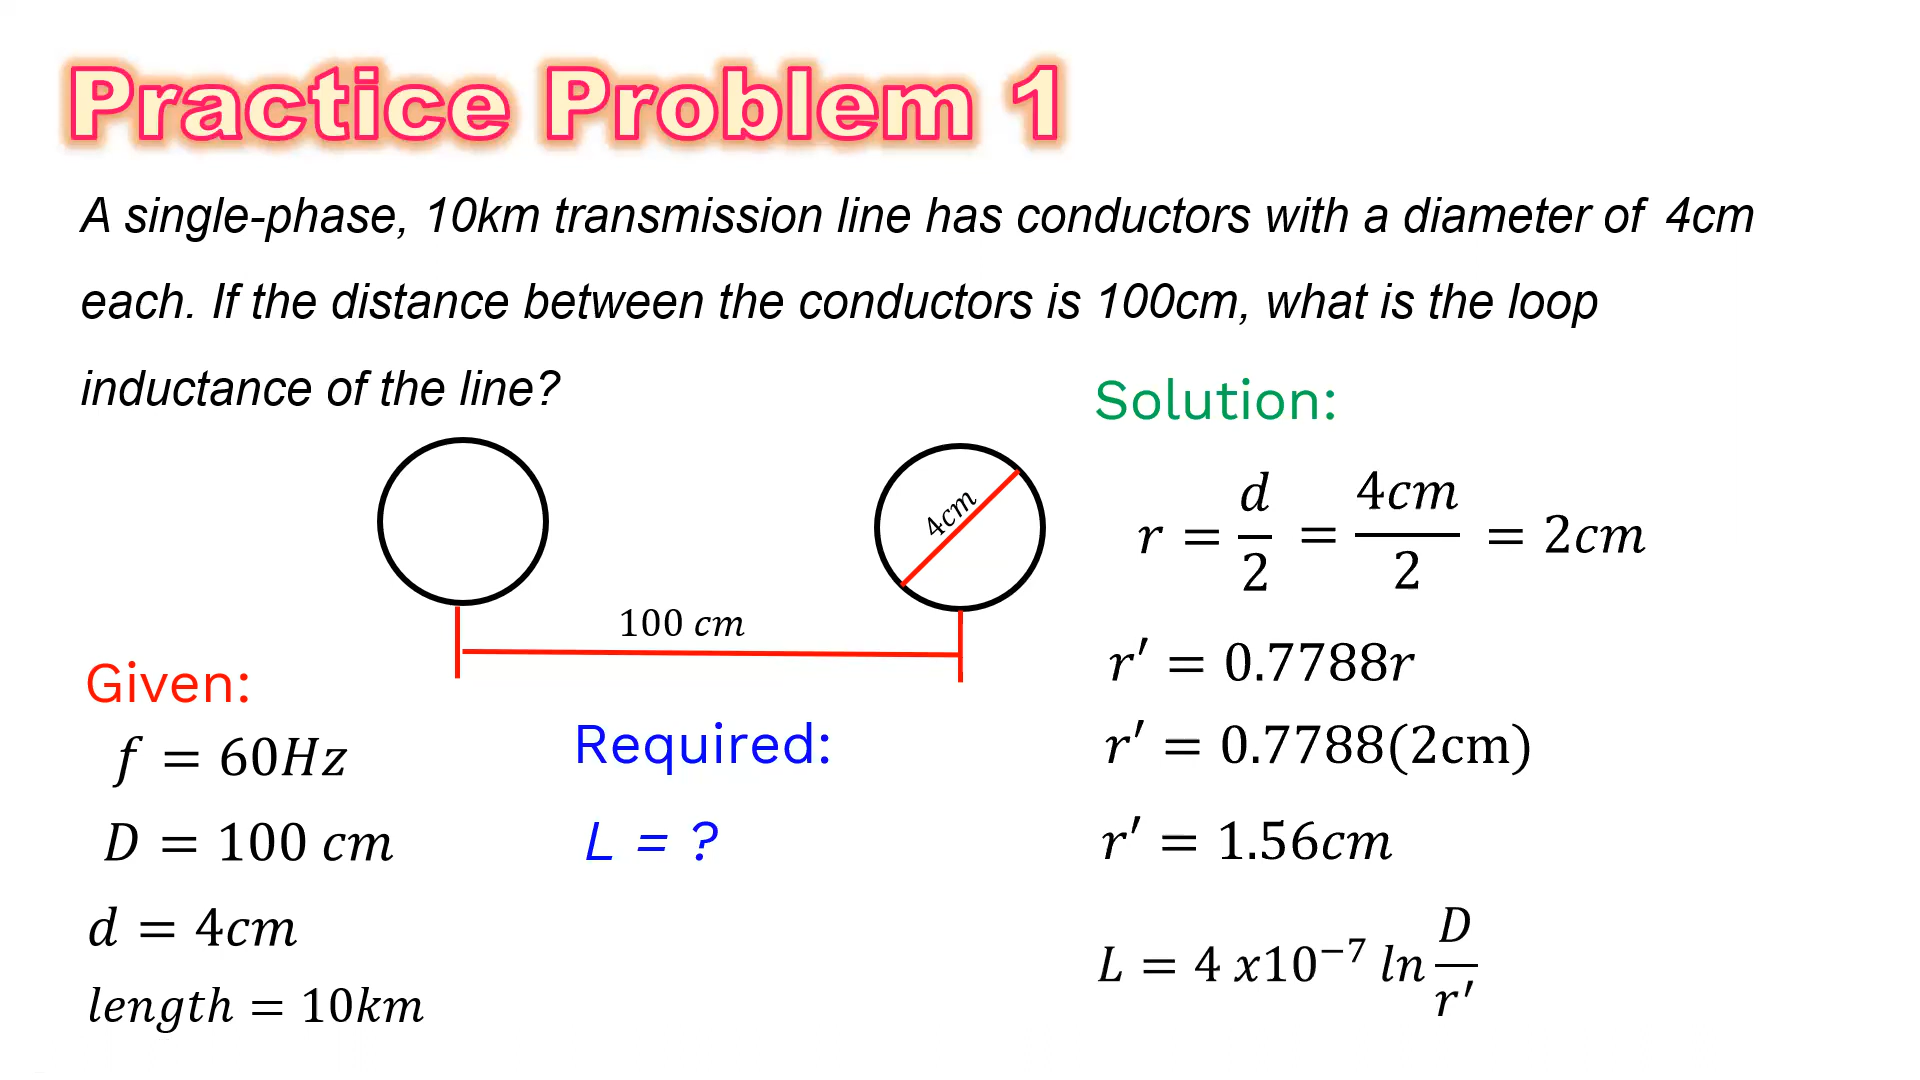 Practice Problem 1
A single-phase, 10km transmission line has conductors with a diameter of 4cm
each. If the distance between the conductors is 100cm, what is the loop
inductance of the line?
4cm
100 cm
Given:
f = 60Hz
D = 100 cm
d = 4cm
length = 10km
Required:
L = ?
Solution:
r = d/2 = 4cm/2 = 2cm
r′ = 0.7788r
r′ = 0.7788(2cm)
r′ = 1.56cm
L = 4 x10⁻⁷ ln D/r′